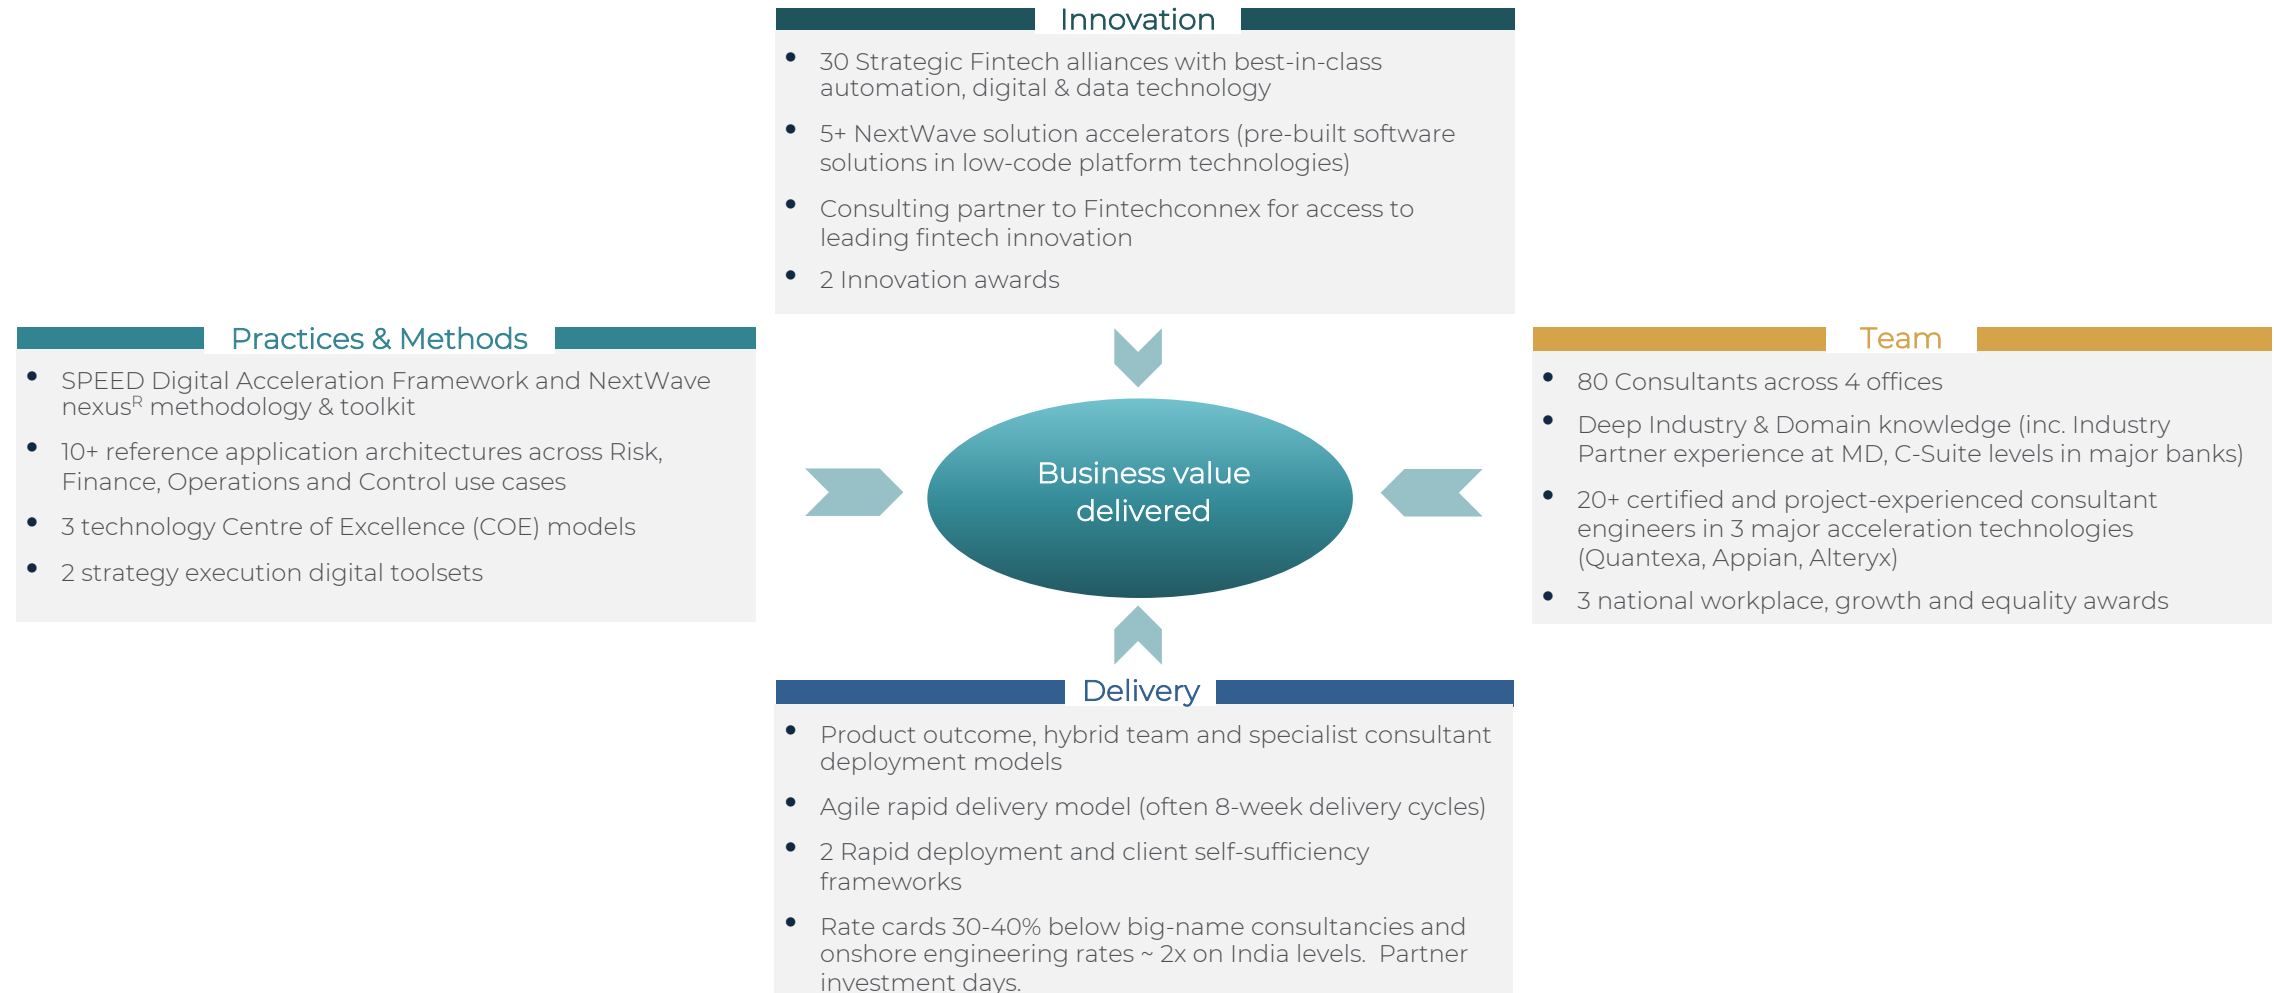 Innovation
30 Strategic Fintech alliances with best-in-class
automation, digital & data technology
5+ NextWave solution accelerators (pre-built software
solutions in low-code platform technologies)
Consulting partner to Fintechconnex for access to
leading fintech innovation
2 Innovation awards
Practices & Methods
SPEED Digital Acceleration Framework and NextWave
nexusᴿ methodology & toolkit
10+ reference application architectures across Risk,
Finance, Operations and Control use cases
3 technology Centre of Excellence (COE) models
2 strategy execution digital toolsets
Business value
delivered
Team
80 Consultants across 4 offices
Deep Industry & Domain knowledge (inc. Industry
Partner experience at MD, C-Suite levels in major banks)
20+ certified and project-experienced consultant
engineers in 3 major acceleration technologies
(Quantexa, Appian, Alteryx)
3 national workplace, growth and equality awards
Delivery
Product outcome, hybrid team and specialist consultant
deployment models
Agile rapid delivery model (often 8-week delivery cycles)
2 Rapid deployment and client self-sufficiency
frameworks
Rate cards 30-40% below big-name consultancies and
onshore engineering rates ~ 2x on India levels.  Partner
investment days.